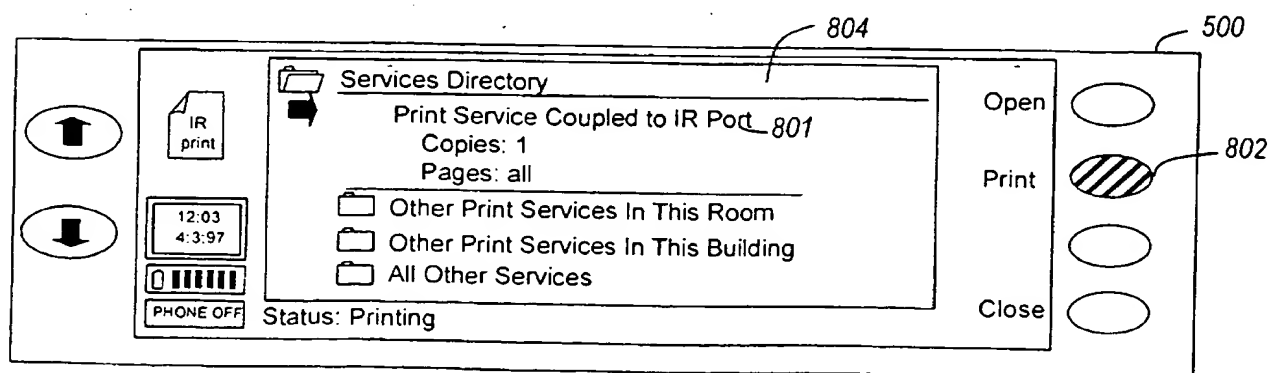 804
500
Services Directory
IR
print
Print Service Coupled to IR Port
801
Open
Copies: 1
802
Pages: all
Print
12:03
4:3:97
Other Print Services In This Room
Other Print Services In This Building
All Other Services
PHONE OFF
Status: Printing
Close